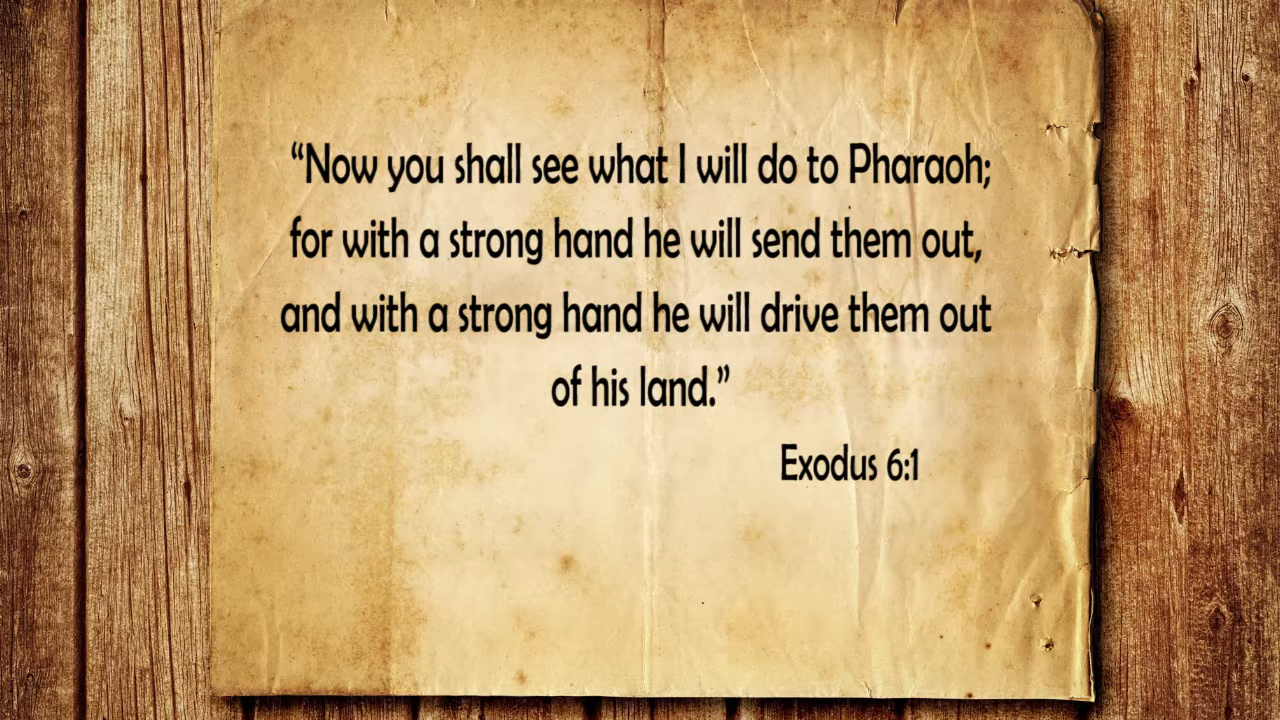 “Now you shall see what I will do to Pharaoh;
for with a strong hand he will send them out,
and with a strong hand he will drive them out
of his land.”
Exodus 6:1